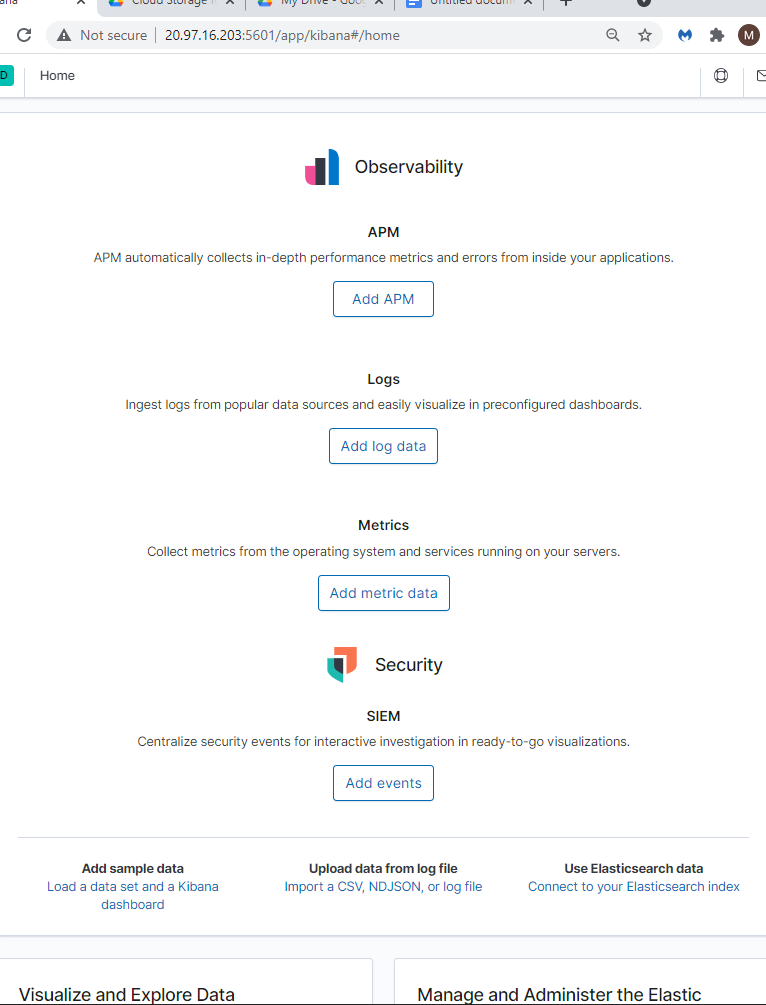 ana
Cloud Storage
My Drive - Goo
Untitled docum
Not secure
20.97.16.203:5601/app/kibana#/home
M
D
Home
Observability
APM
APM automatically collects in-depth performance metrics and errors from inside your applications.
Add APM
Logs
Ingest logs from popular data sources and easily visualize in preconfigured dashboards.
Add log data
Metrics
Collect metrics from the operating system and services running on your servers.
Add metric data
Security
SIEM
Centralize security events for interactive investigation in ready-to-go visualizations.
Add events
Add sample data
Load a data set and a Kibana
dashboard
Upload data from log file
Import a CSV, NDJSON, or log file
Use Elasticsearch data
Connect to your Elasticsearch index
Visualize and Explore Data
Manage and Administer the Elastic